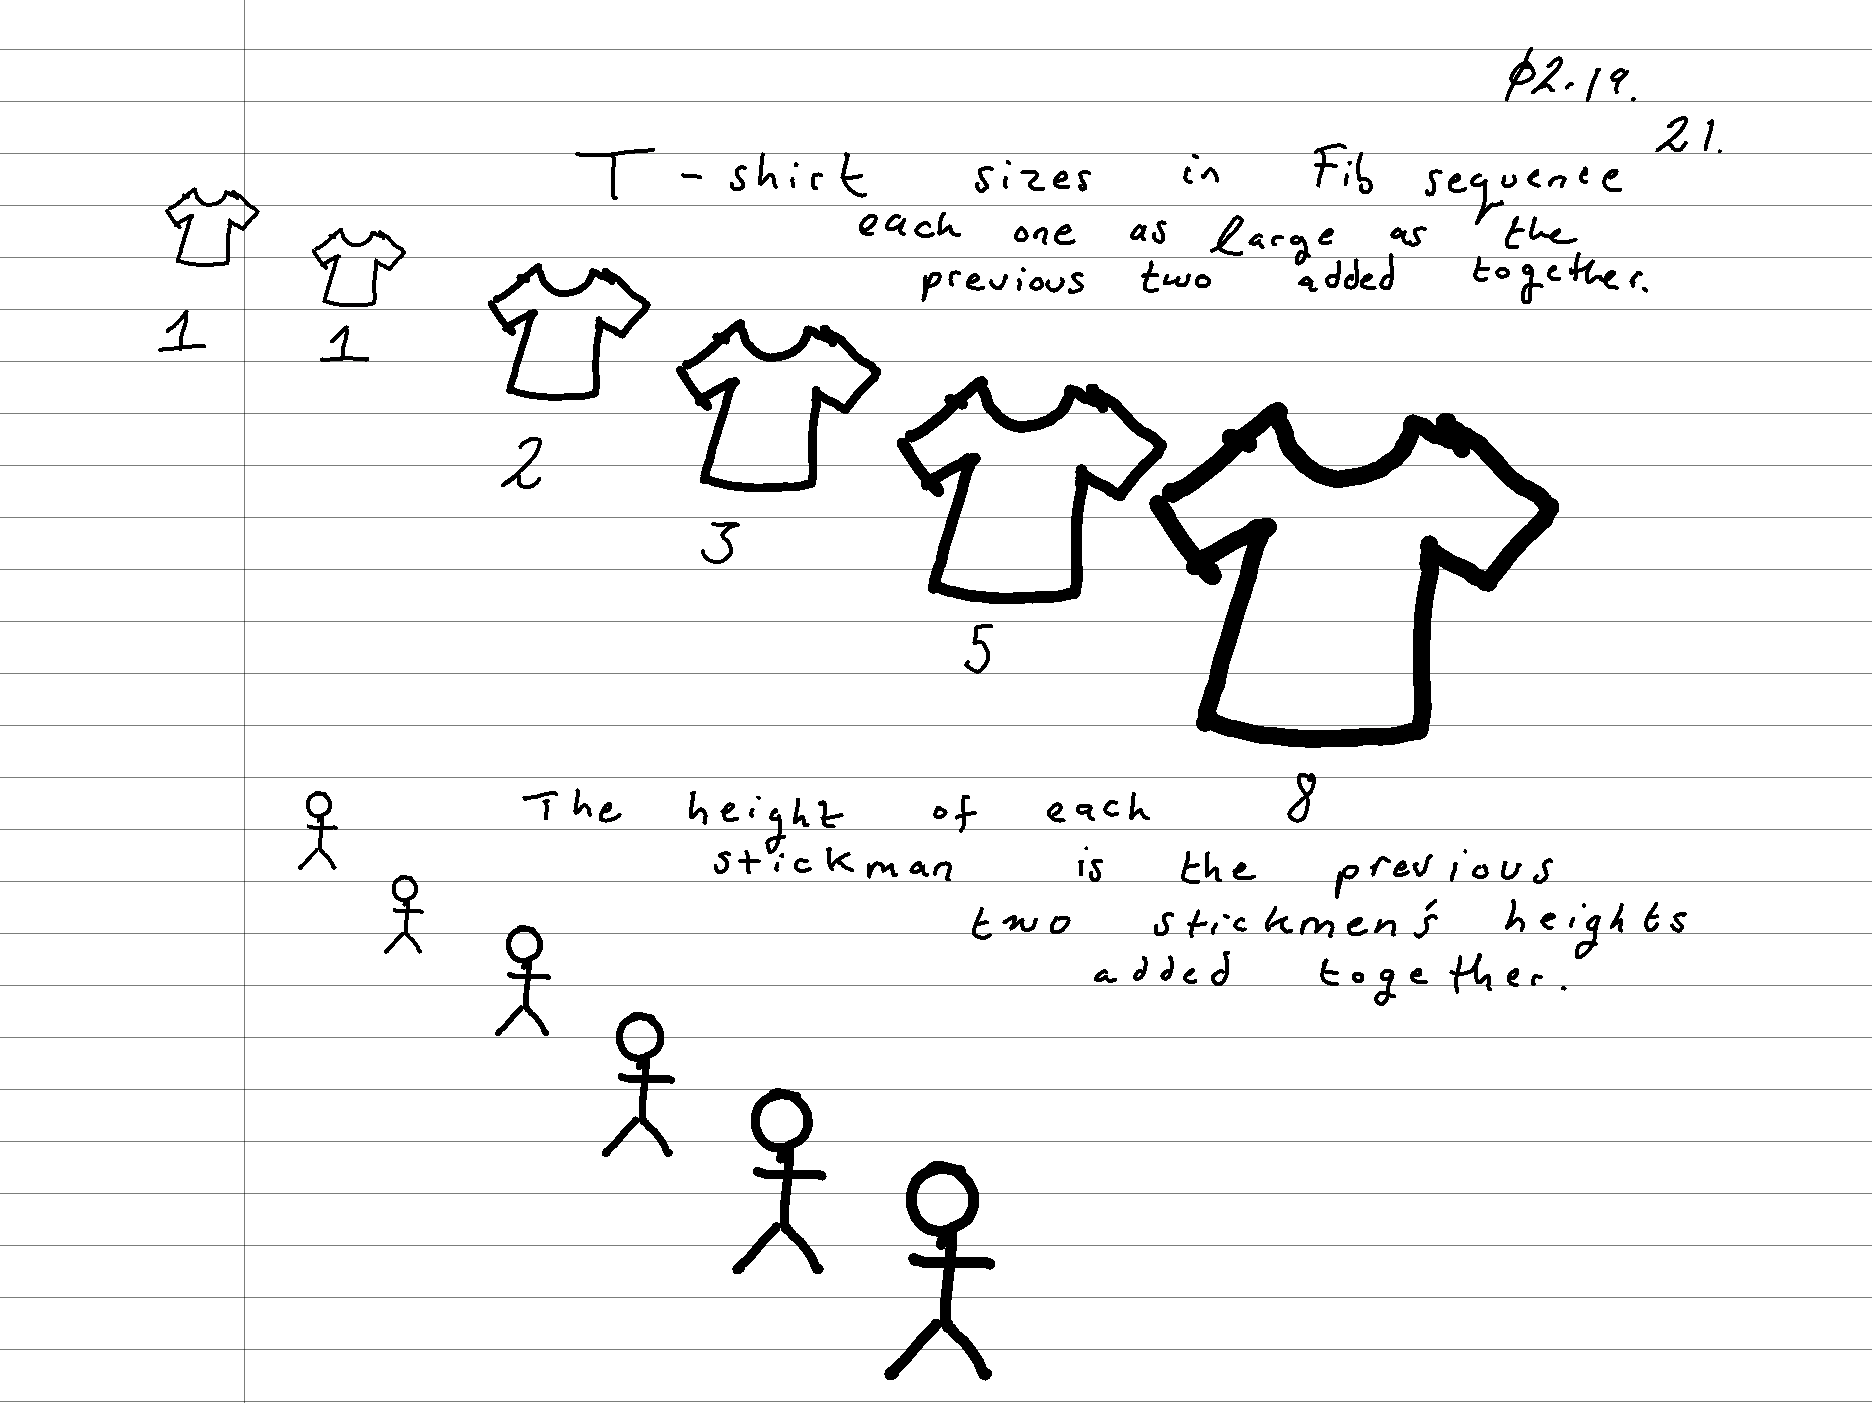 $2.19.
21.
T-shirt sizes in Fib sequence
each one as large as the
previous two added together.
1
1
2
3
5
8
The height of each
stickman is the previous
two stickmen's heights
added together.